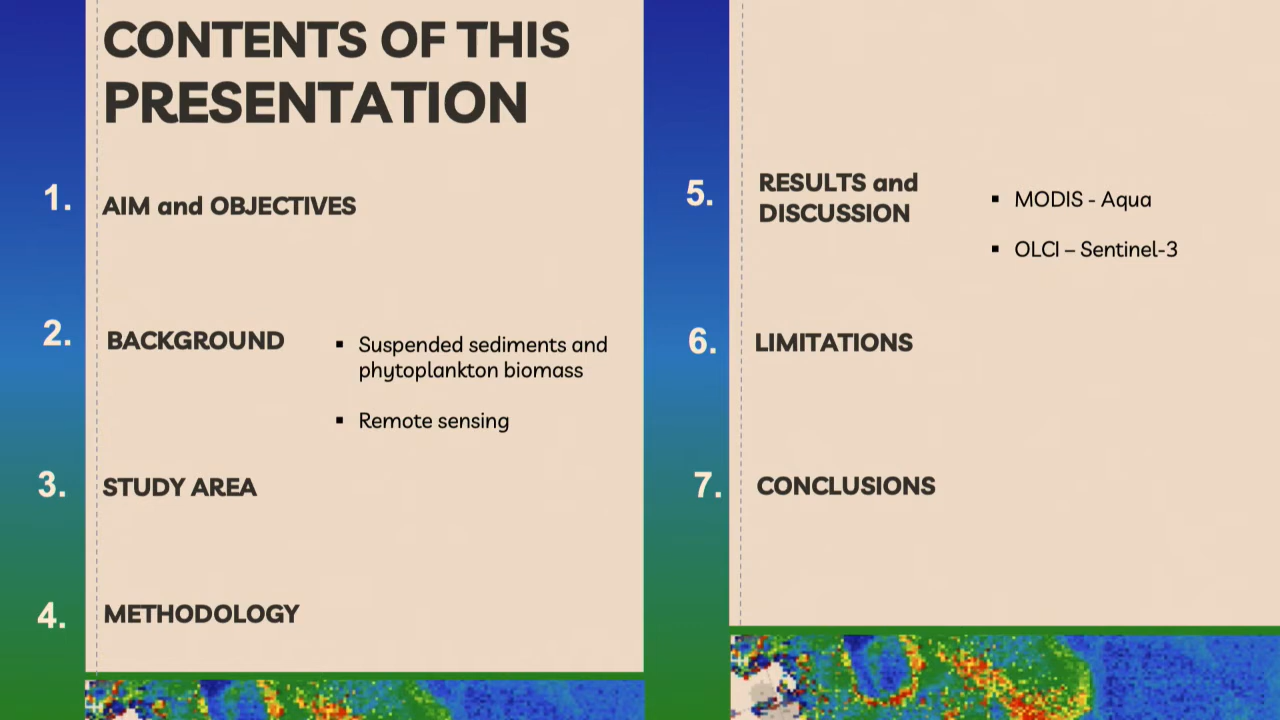 CONTENTS OF THIS
PRESENTATION
1. AIM and OBJECTIVES
2. BACKGROUND
▪ Suspended sediments and
phytoplankton biomass
▪ Remote sensing
3. STUDY AREA
4. METHODOLOGY
5. RESULTS and
DISCUSSION
▪ MODIS - Aqua
▪ OLCI – Sentinel-3
6. LIMITATIONS
7. CONCLUSIONS